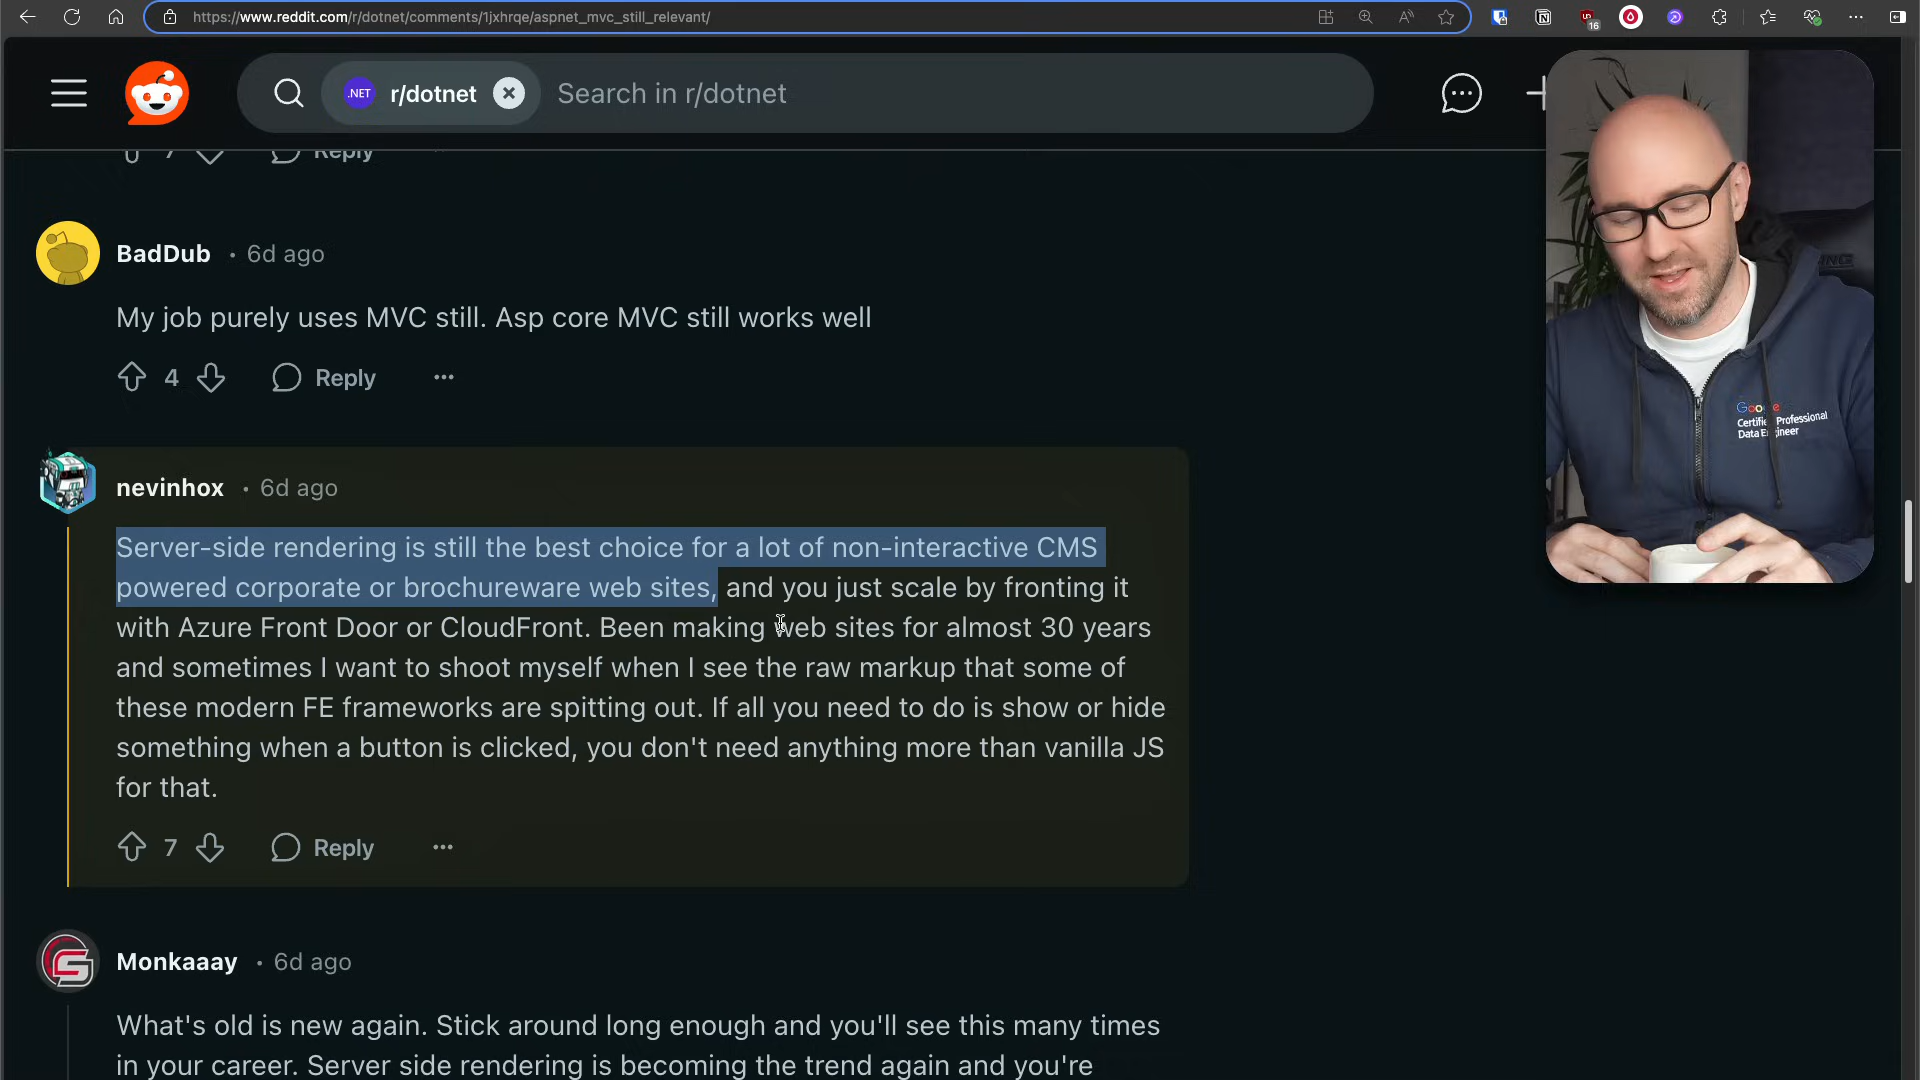 https://www.reddit.com/r/dotnet/comments/1jxhrqe/aspnet_mvc_still_relevant/
16
.NET r/dotnet Search in r/dotnet
7 Reply
BadDub • 6d ago
My job purely uses MVC still. Asp core MVC still works well
4 Reply
nevinhox • 6d ago
Server-side rendering is still the best choice for a lot of non-interactive CMS
powered corporate or brochureware web sites, and you just scale by fronting it
with Azure Front Door or CloudFront. Been making web sites for almost 30 years
and sometimes I want to shoot myself when I see the raw markup that some of
these modern FE frameworks are spitting out. If all you need to do is show or hide
something when a button is clicked, you don't need anything more than vanilla JS
for that.
7 Reply
Monkaaay • 6d ago
What's old is new again. Stick around long enough and you'll see this many times
in your career. Server side rendering is becoming the trend again and you're
Google
Certified Professional
Data Engineer